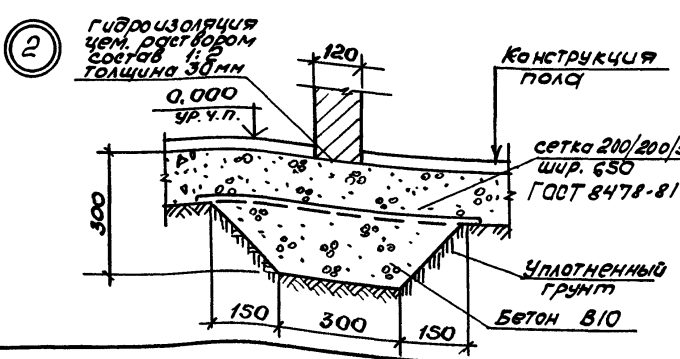 2
гидроизоляция
цем. раствором
состав 1:2
толщина 30мм
120
Конструкция
пола
0.000
ур.ч.п.
сетка 200/200/
шир. 650
ГОСТ 8478-81
300
Уплотненный
грунт
Бетон В10
150
300
150